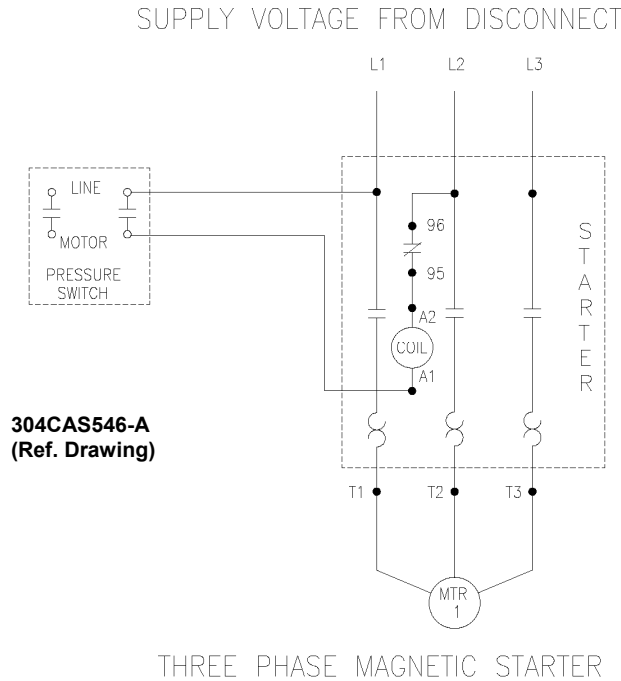 SUPPLY VOLTAGE FROM DISCONNECT
L1 L2 L3
LINE
MOTOR
PRESSURE
SWITCH
96
95
A2
COIL
A1
STARTER
304CAS546-A
(Ref. Drawing)
T1 T2 T3
MTR
1
THREE PHASE MAGNETIC STARTER